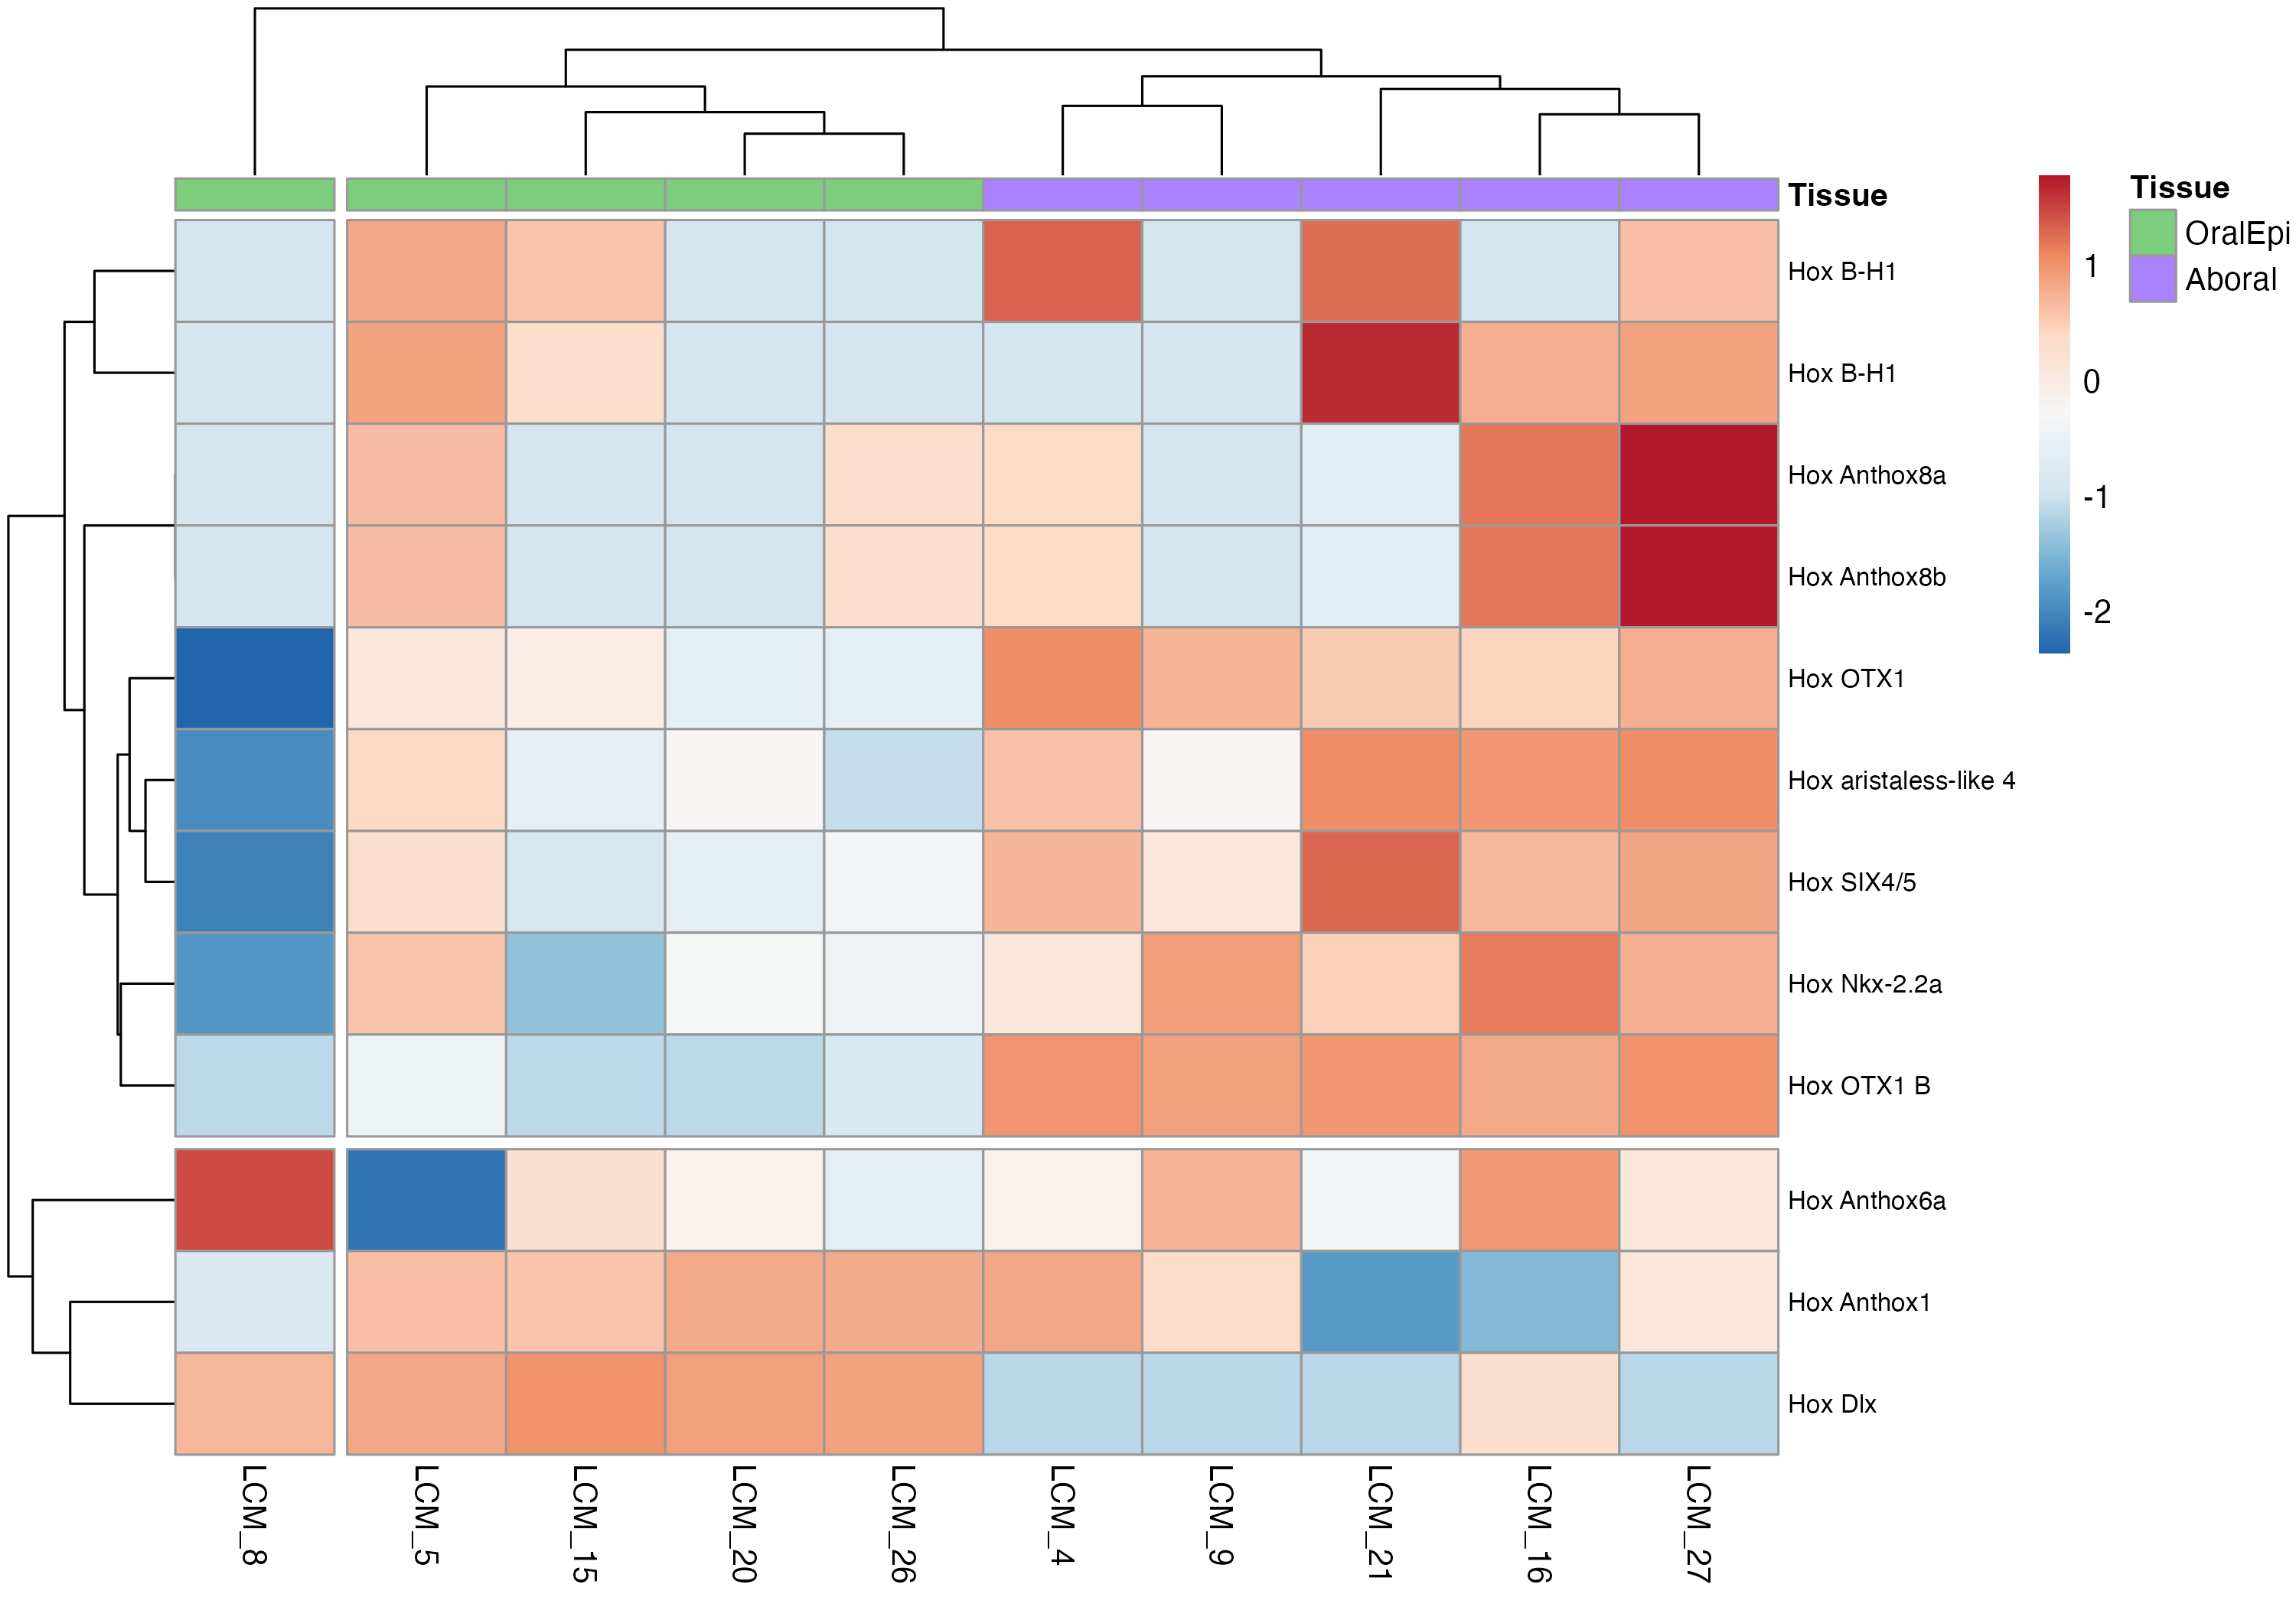 Tissue
Hox B-H1
Hox B-H1
Hox Anthox8a
Hox Anthox8b
Hox OTX1
Hox aristaless-like 4
Hox SIX4/5
Hox Nkx-2.2a
Hox OTX1 B
Hox Anthox6a
Hox Anthox1
Hox Dlx
LCM_8
LCM_5
LCM_15
LCM_20
LCM_26
LCM_4
LCM_9
LCM_21
LCM_16
LCM_27
1
0
-1
-2
Tissue
OralEpi
Aboral